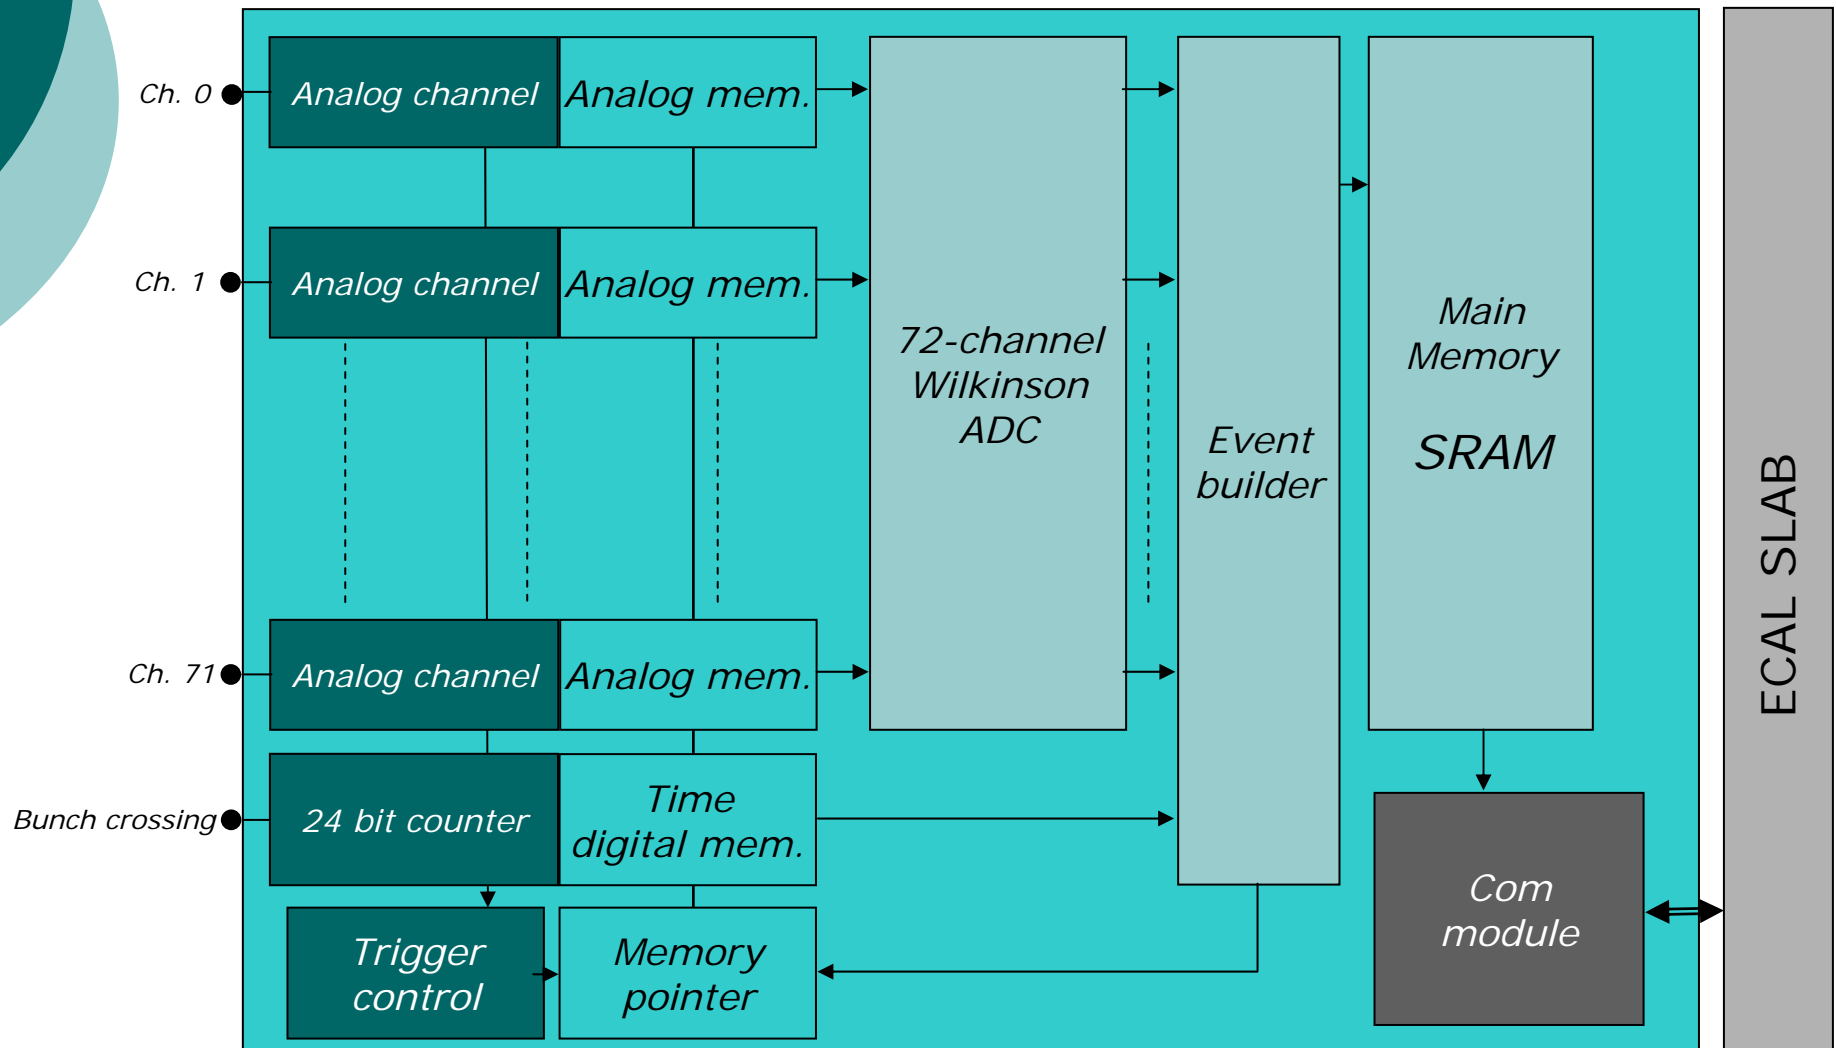 Ch. 0
Analog channel
Analog mem.
Ch. 1
Analog channel
Analog mem.
72-channel
Wilkinson
ADC
Event
builder
Main
Memory
SRAM
ECAL SLAB
Ch. 71
Analog channel
Analog mem.
Bunch crossing
24 bit counter
Time
digital mem.
Trigger
control
Memory
pointer
Com
module